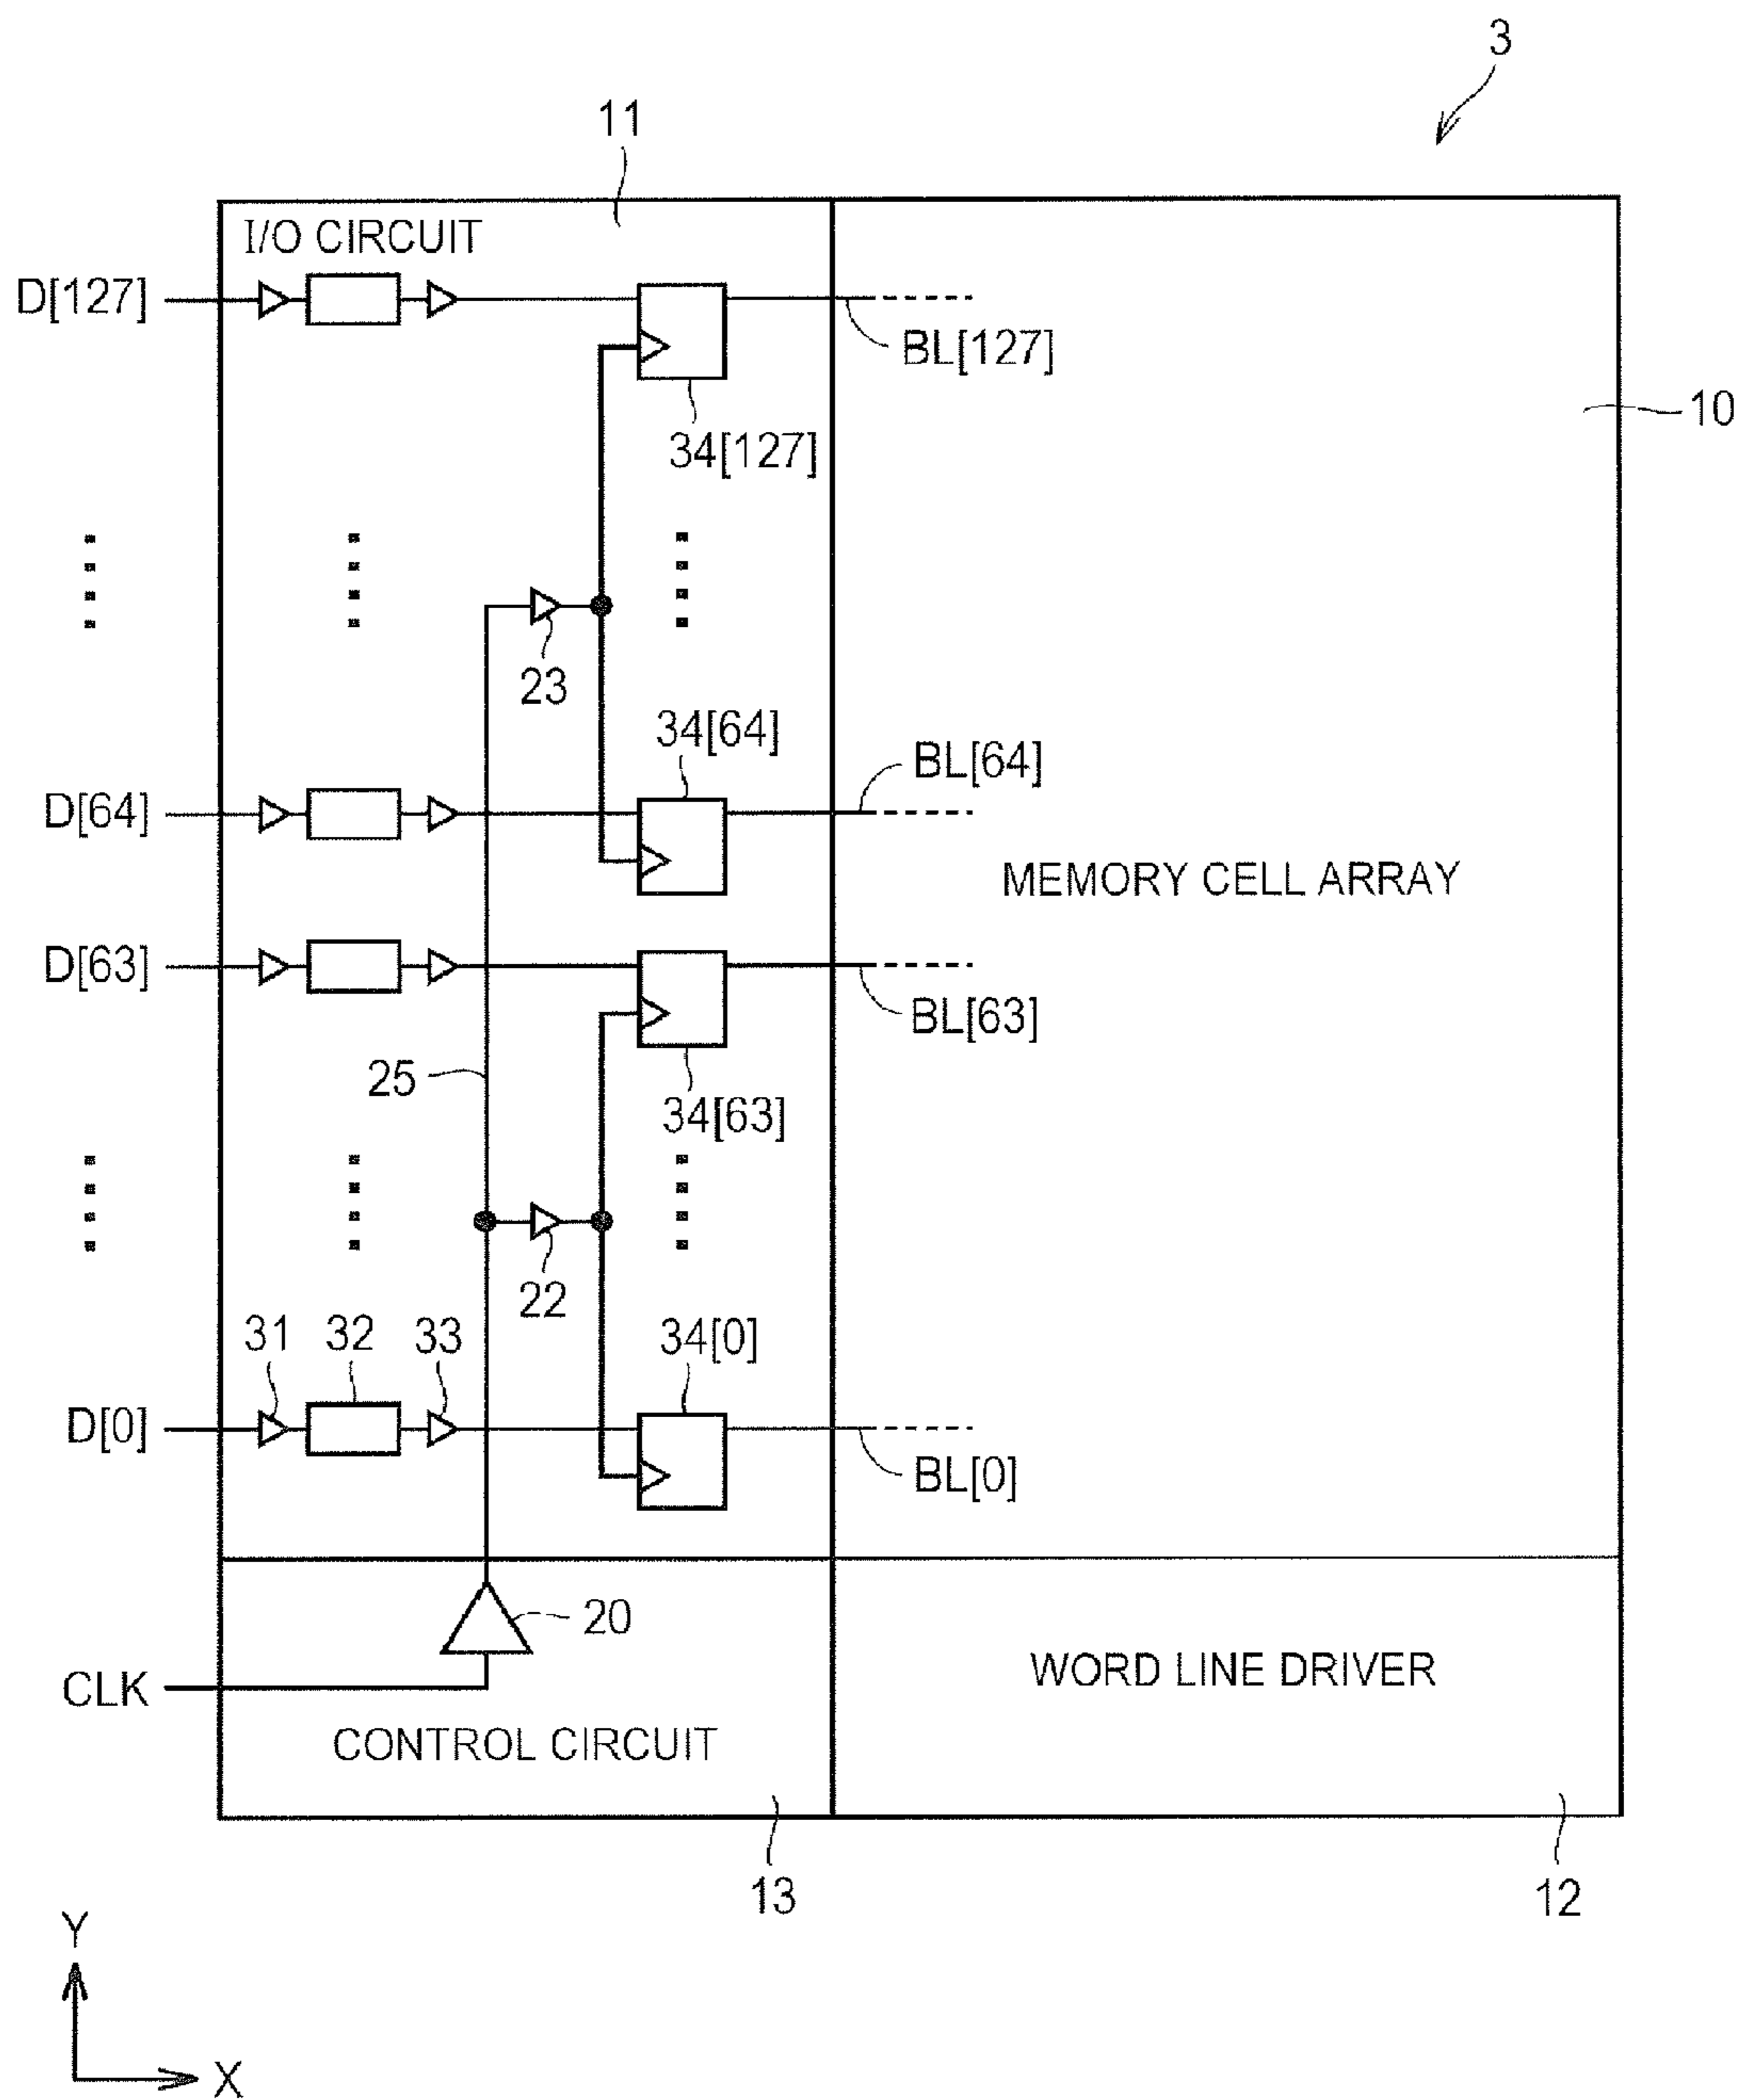 3
11
I/O CIRCUIT
D[127]
BL[127]
10
34[127]
23
34[64]
BL[64]
D[64]
MEMORY CELL ARRAY
D[63]
BL[63]
25
34[63]
22
31
32
33
34[0]
D[0]
BL[0]
20
CLK
WORD LINE DRIVER
CONTROL CIRCUIT
13
12
Y
X